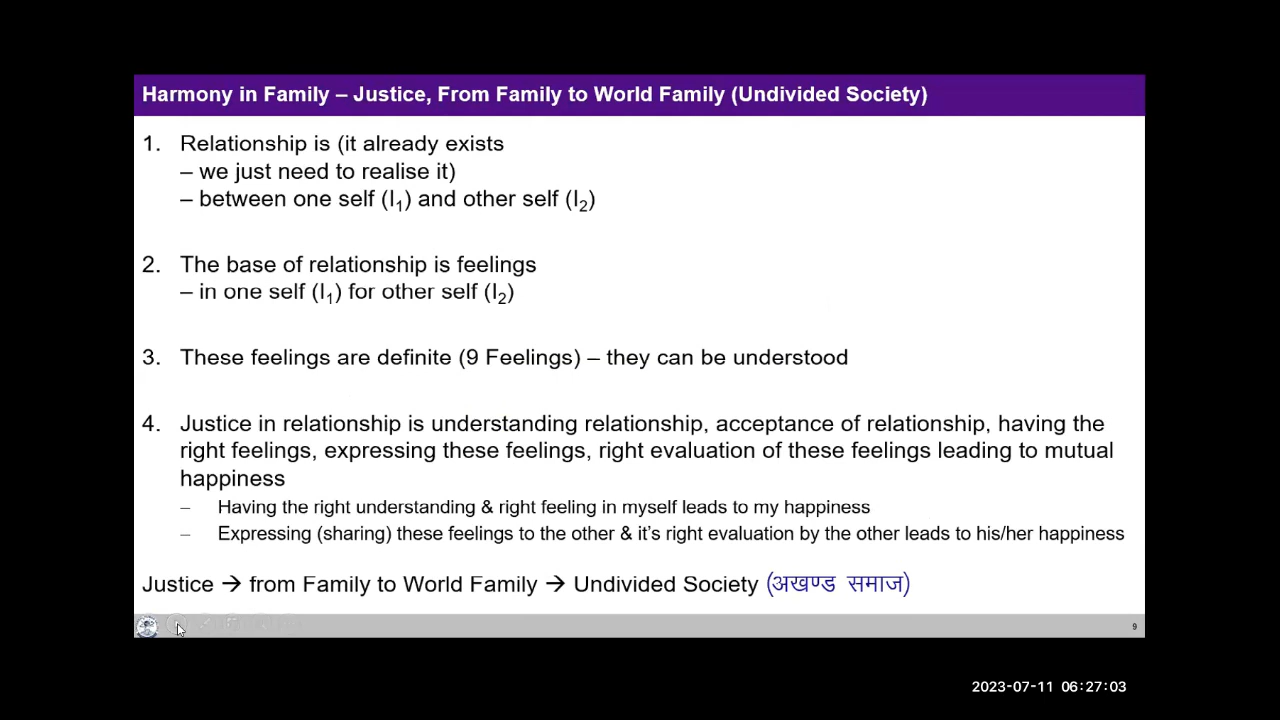 Harmony in Family – Justice, From Family to World Family (Undivided Society)
1. Relationship is (it already exists
– we just need to realise it)
– between one self (I₁) and other self (I₂)
2. The base of relationship is feelings
– in one self (I₁) for other self (I₂)
3. These feelings are definite (9 Feelings) – they can be understood
4. Justice in relationship is understanding relationship, acceptance of relationship, having the
right feelings, expressing these feelings, right evaluation of these feelings leading to mutual
happiness
– Having the right understanding & right feeling in myself leads to my happiness
– Expressing (sharing) these feelings to the other & it's right evaluation by the other leads to his/her happiness
Justice → from Family to World Family → Undivided Society (अखण्ड समाज)
9
2023-07-11 06:27:03